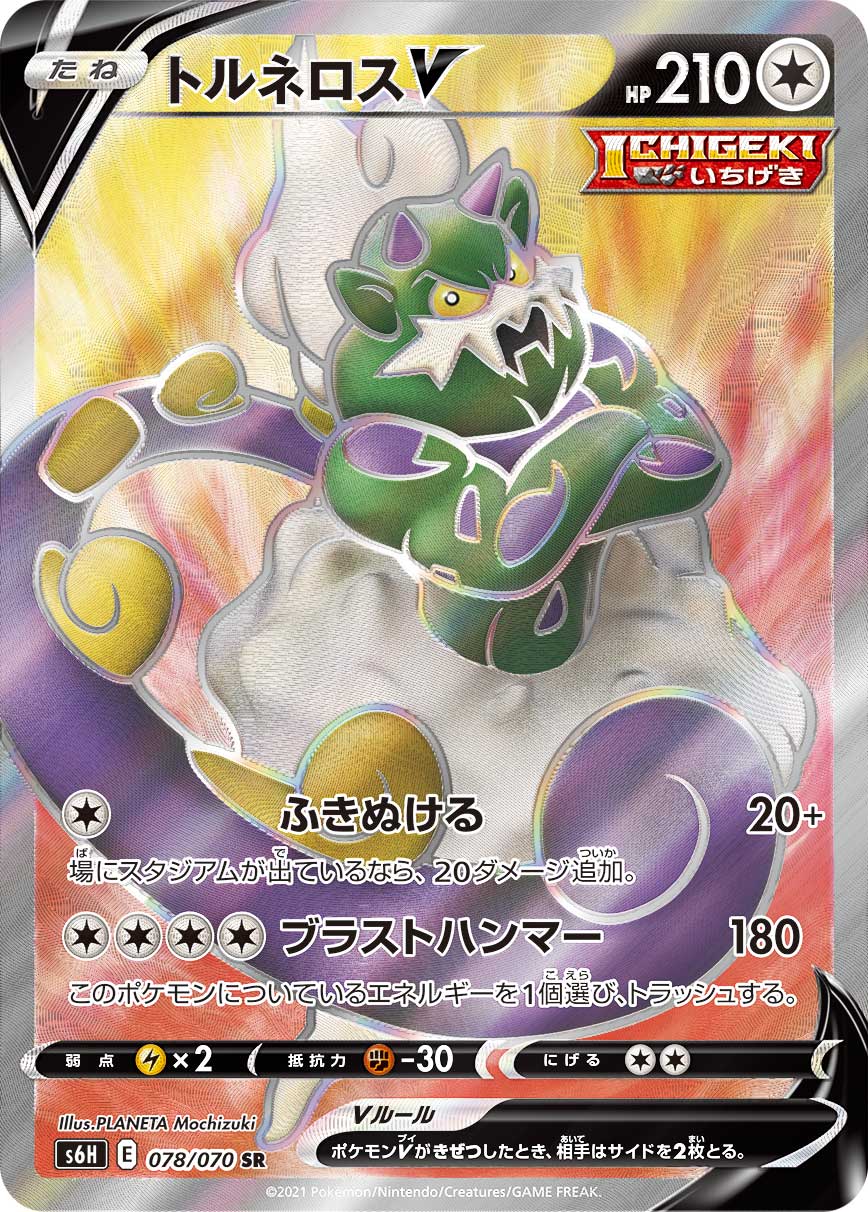 たね トルネロスV HP 210
ICHIGEKI
いちげき
ふきぬける 20+
場にスタジアムが出ているなら、20ダメージ追加。
ブラストハンマー 180
このポケモンについているエネルギーを1個選び、トラッシュする。
弱点 ×2 抵抗力 -30 にげる
Illus.PLANETA Mochizuki
Vルール
ポケモンVがきぜつしたとき、相手はサイドを2枚とる。
s6H E 078/070 SR
©2021 Pokémon/Nintendo/Creatures/GAME FREAK.